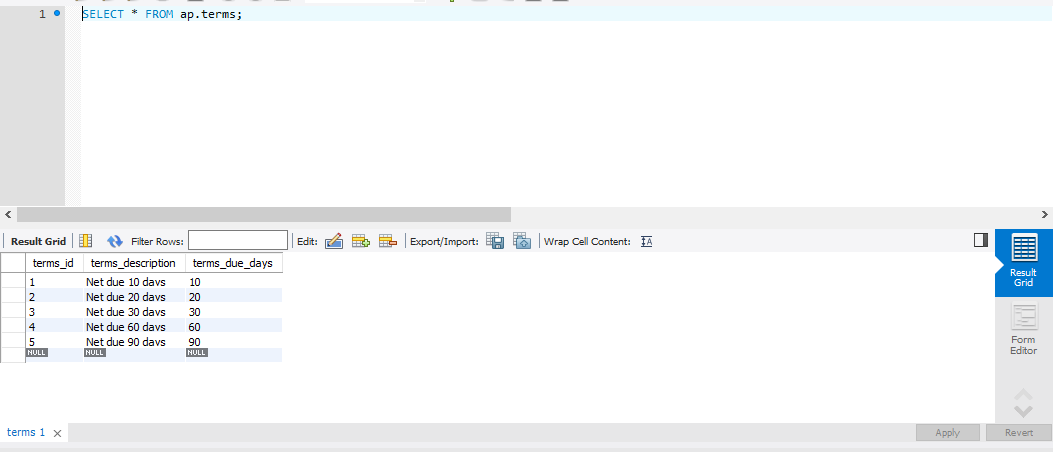 1 SELECT * FROM ap.terms;
Result Grid Filter Rows: Edit: Export/Import: Wrap Cell Content: IA
terms_id terms_description terms_due_days
1 Net due 10 days 10
2 Net due 20 days 20
3 Net due 30 days 30
4 Net due 60 days 60
5 Net due 90 days 90
NULL NULL NULL
Result
Grid
Form
Editor
terms 1 Apply Revert